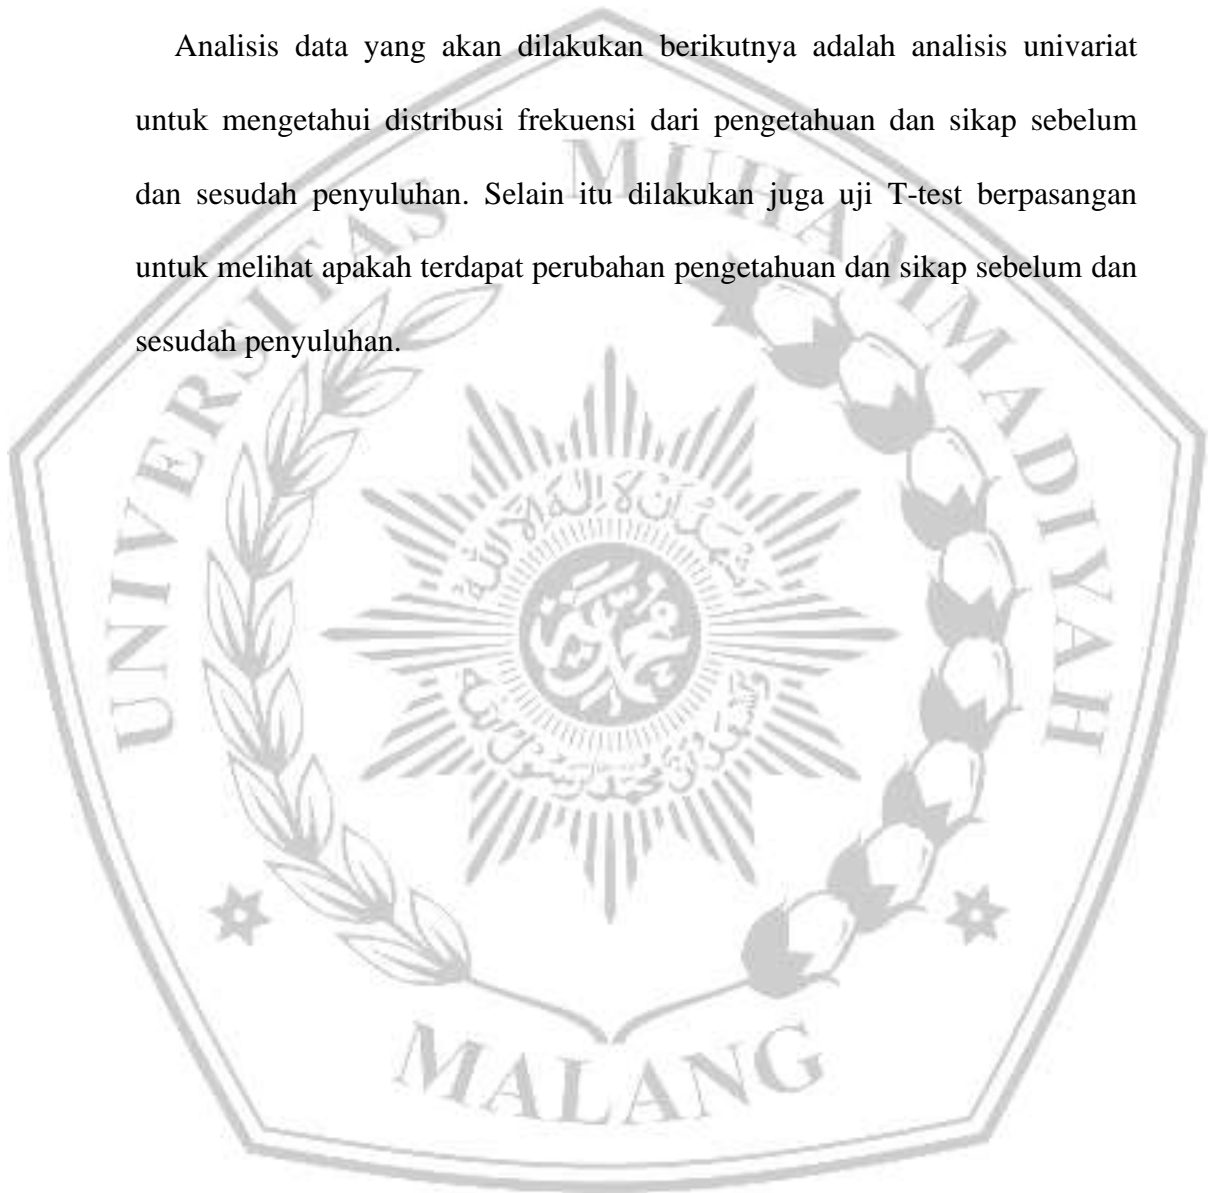 Analisis data yang akan dilakukan berikutnya adalah analisis univariat
untuk mengetahui distribusi frekuensi dari pengetahuan dan sikap sebelum
dan sesudah penyuluhan. Selain itu dilakukan juga uji T-test berpasangan
untuk melihat apakah terdapat perubahan pengetahuan dan sikap sebelum dan
sesudah penyuluhan.
UNIVERSITAS MUHAMMADIYAH
MALANG